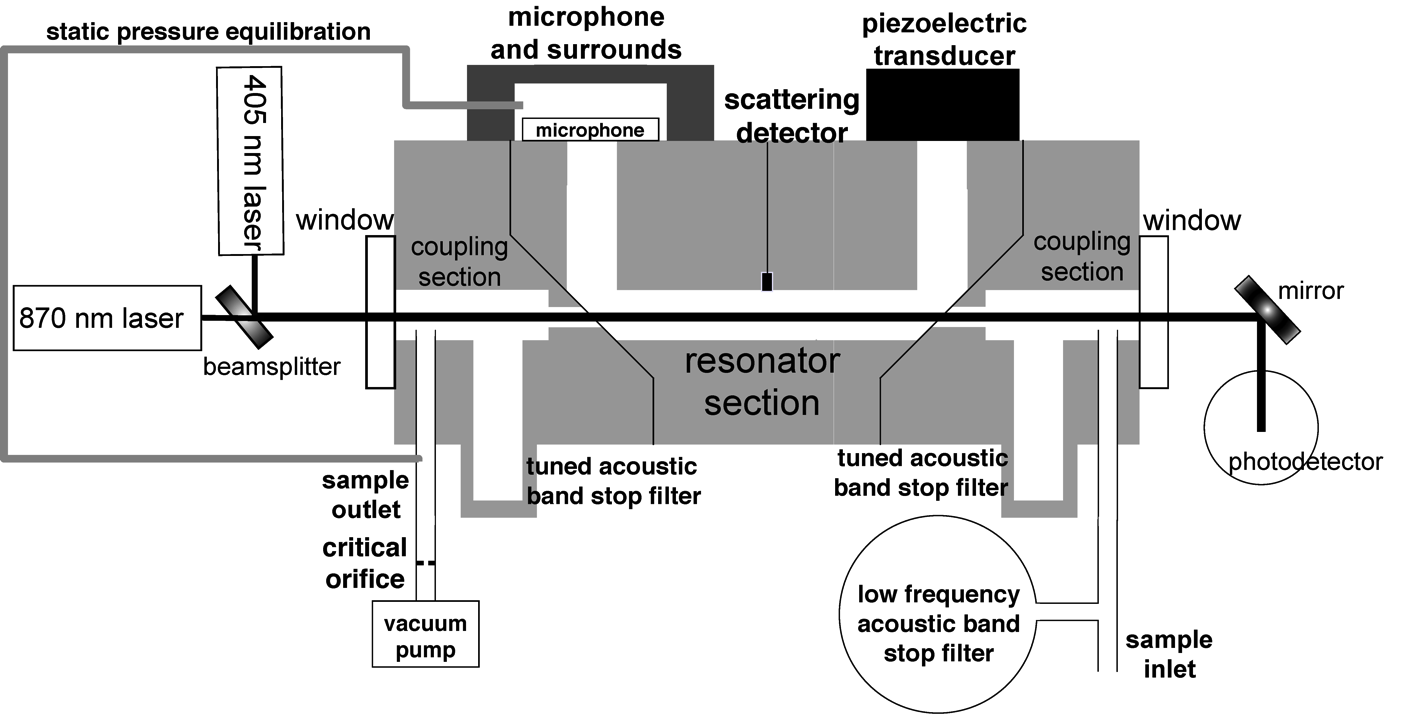 static pressure equilibration
microphone
and surrounds
piezoelectric
transducer
405 nm laser
microphone
scattering
detector
window
coupling
section
coupling
section
window
870 nm laser
beamsplitter
mirror
resonator
section
photodetector
sample
outlet
tuned acoustic
band stop filter
tuned acoustic
band stop filter
critical
orifice
vacuum
pump
low frequency
acoustic band
stop filter
sample
inlet